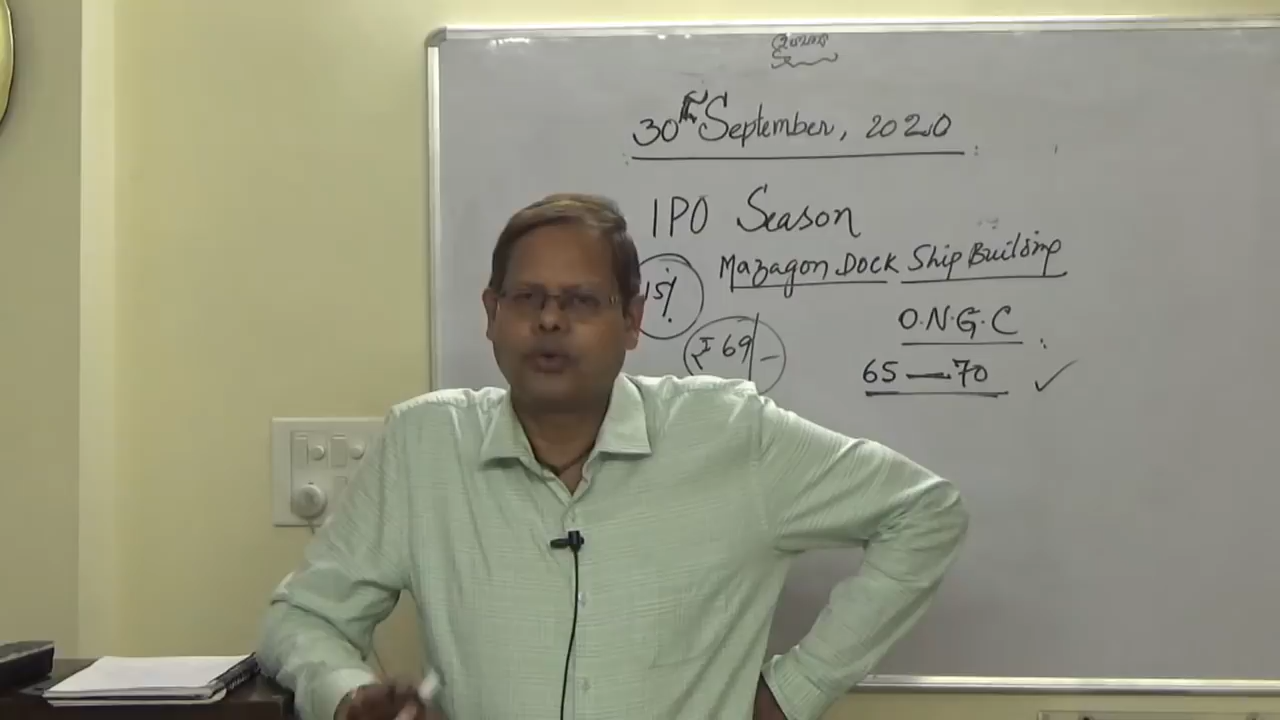 30th September, 2020
IPO Season
Mazagon Dock Ship Building
15%
O.N.G.C
₹ 69/-
65 — 70 ✓